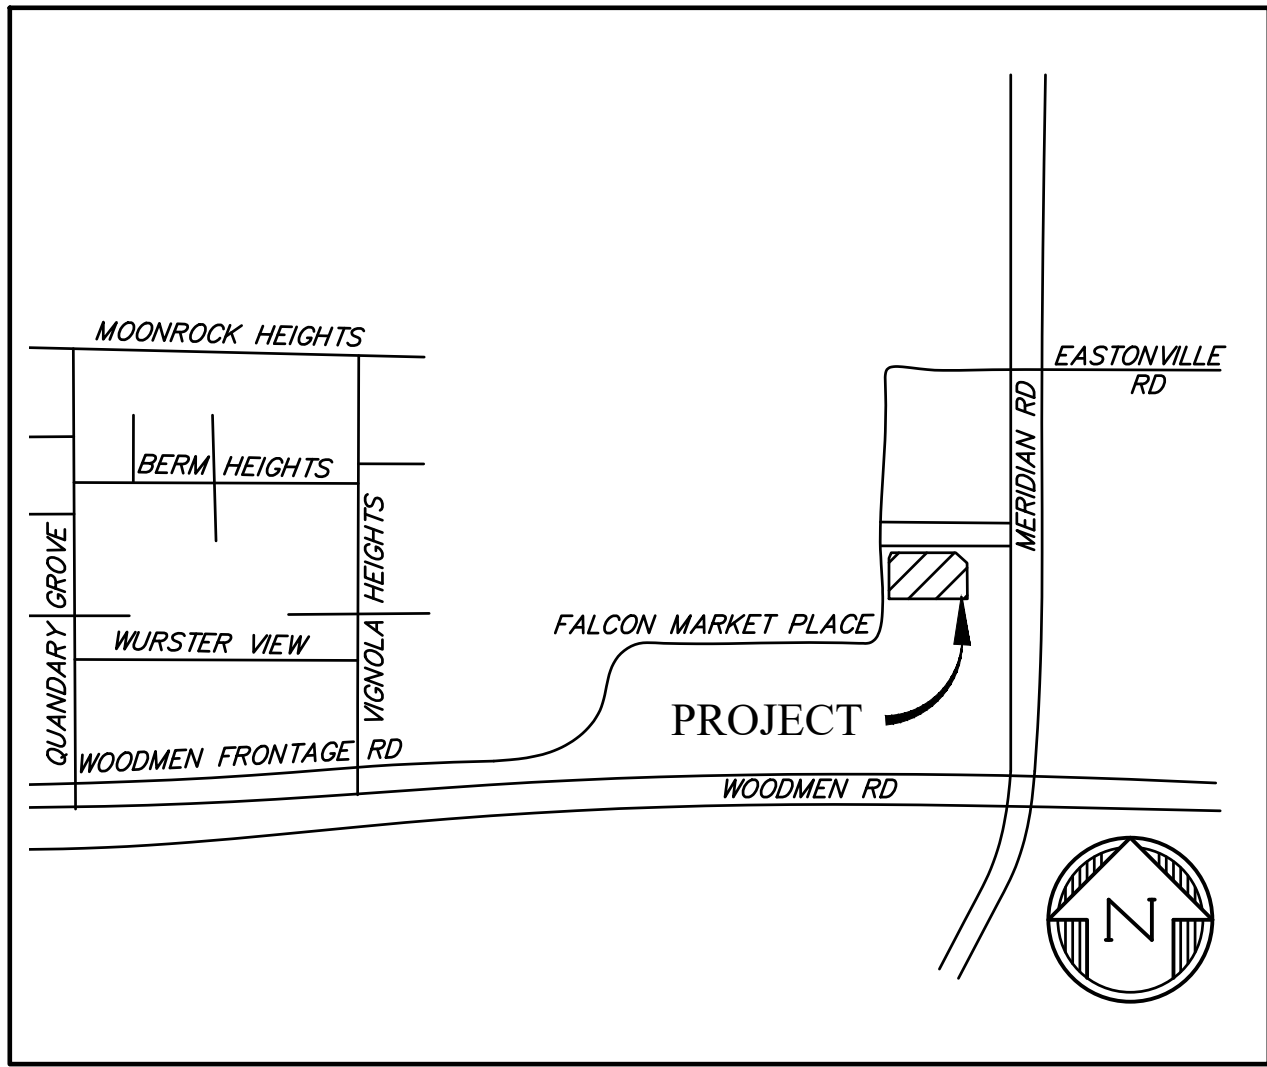 MOONROCK HEIGHTS
EASTONVILLE
RD
MERIDIAN RD
BERM HEIGHTS
QUANDARY GROVE
VIGNOLA HEIGHTS
FALCON MARKET PLACE
WURSTER VIEW
PROJECT
WOODMEN FRONTAGE RD
WOODMEN RD
N